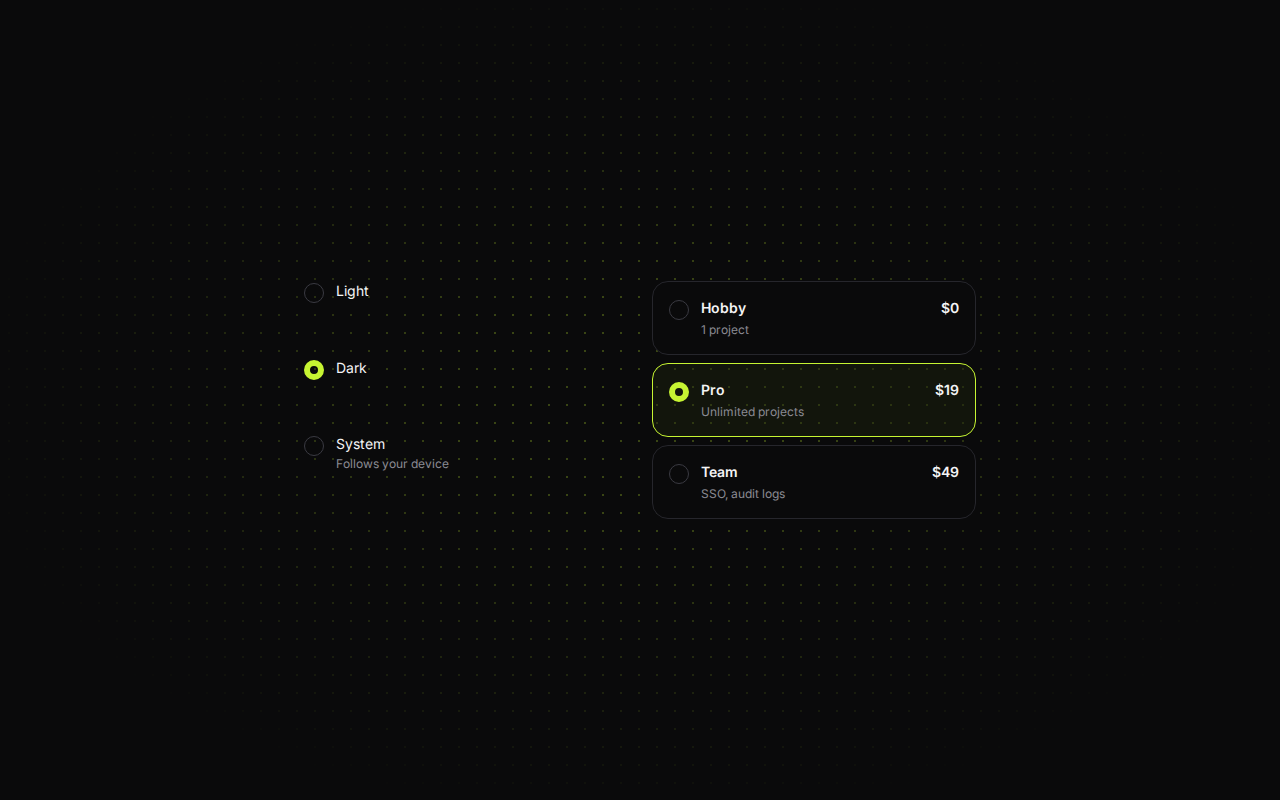 Light
Dark
System
Follows your device
Hobby $0
1 project
Pro $19
Unlimited projects
Team $49
SSO, audit logs